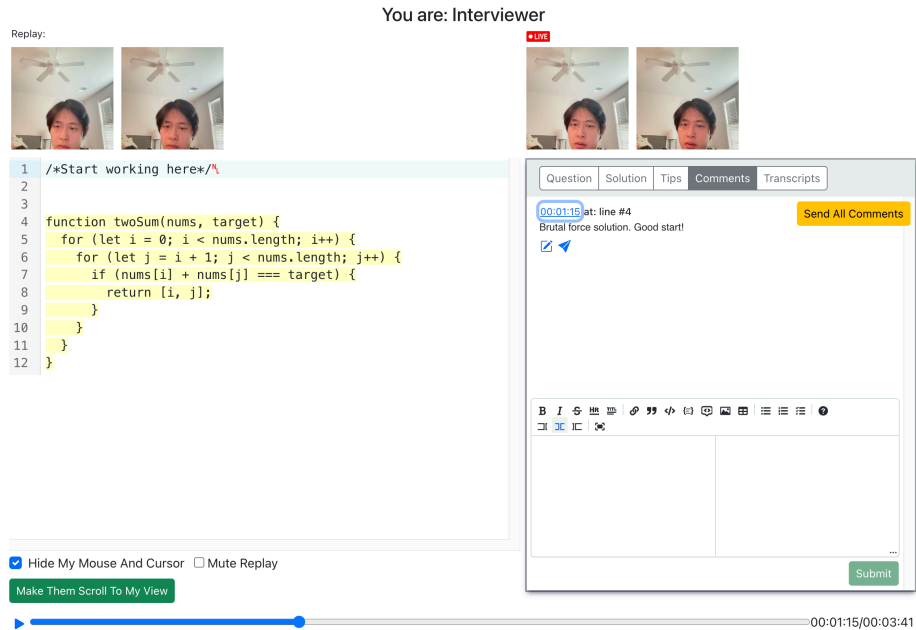 You are: Interviewer
Replay:
LIVE
1 /*Start working here*/
2
3
4 function twoSum(nums, target) {
5   for (let i = 0; i < nums.length; i++) {
6     for (let j = i + 1; j < nums.length; j++) {
7       if (nums[i] + nums[j] === target) {
8         return [i, j];
9       }
10     }
11   }
12 }
Question Solution Tips Comments Transcripts
00:01:15 at: line #4
Send All Comments
Brutal force solution. Good start!
Submit
Hide My Mouse And Cursor Mute Replay
Make Them Scroll To My View
00:01:15/00:03:41